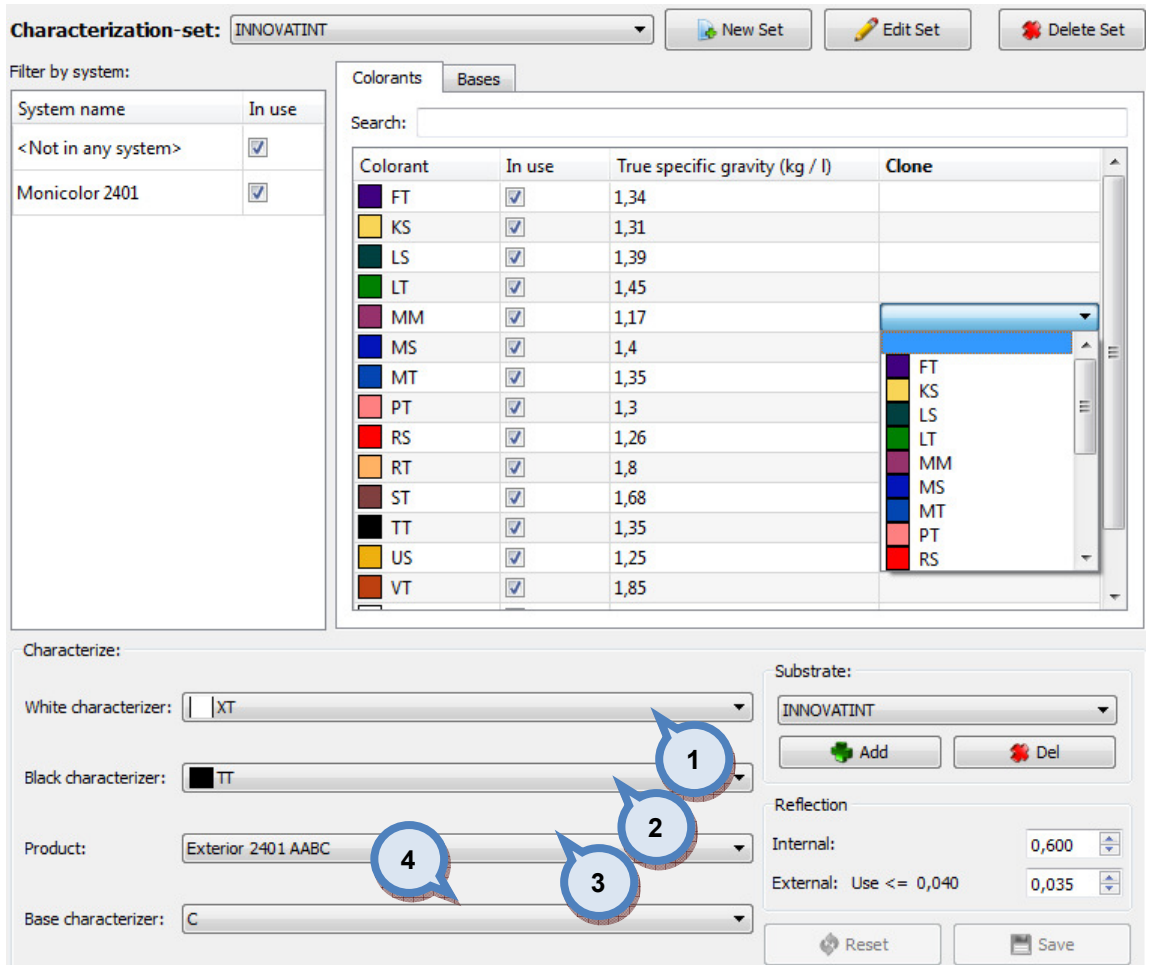 Characterization-set: INNOVATINT New Set Edit Set Delete Set
Filter by system:
System name In use
<Not in any system>
Monicolor 2401
Colorants Bases
Search:
Colorant In use True specific gravity (kg / l) Clone
FT 1,34
KS 1,31
LS 1,39
LT 1,45
MM 1,17
MS 1,4
MT 1,35
PT 1,3
RS 1,26
RT 1,8
ST 1,68
TT 1,35
US 1,25
VT 1,85
FT
KS
LS
LT
MM
MS
MT
PT
RS
Characterize:
White characterizer: XT
1
Black characterizer: TT
2
Product: Exterior 2401 AABC
3
4
Base characterizer: C
Substrate:
INNOVATINT
Add Del
Reflection
Internal: 0,600
External: Use <= 0,040 0,035
Reset Save